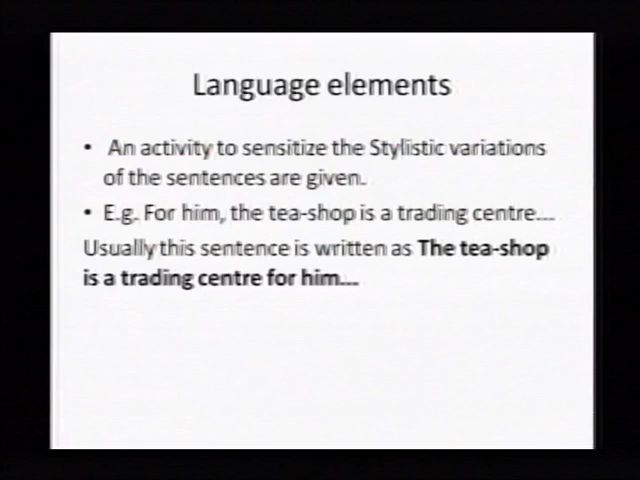 Language elements
• An activity to sensitize the Stylistic variations
of the sentences are given.
• E.g. For him, the tea-shop is a trading centre...
Usually this sentence is written as The tea-shop
is a trading centre for him...